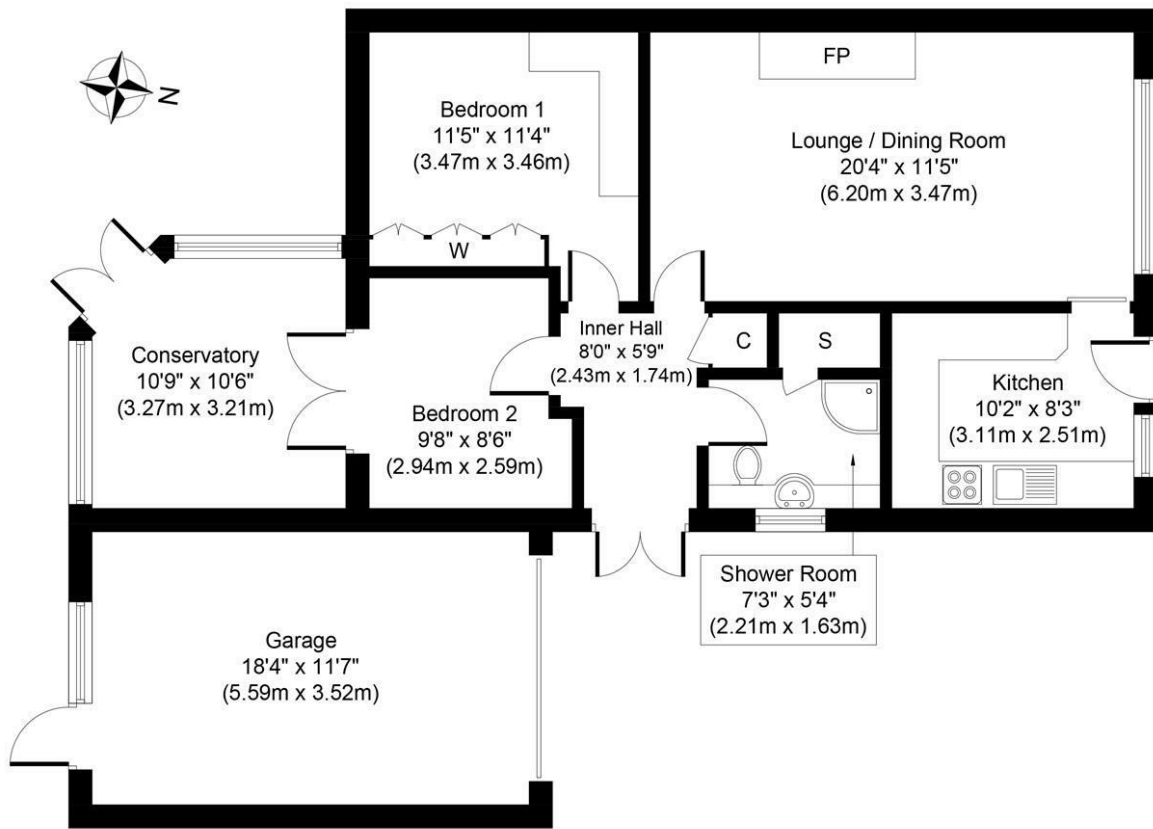 N
Bedroom 1
11'5" x 11'4"
(3.47m x 3.46m)
W
FP
Lounge / Dining Room
20'4" x 11'5"
(6.20m x 3.47m)
Conservatory
10'9" x 10'6"
(3.27m x 3.21m)
Bedroom 2
9'8" x 8'6"
(2.94m x 2.59m)
Inner Hall
8'0" x 5'9"
(2.43m x 1.74m)
C
S
Kitchen
10'2" x 8'3"
(3.11m x 2.51m)
Shower Room
7'3" x 5'4"
(2.21m x 1.63m)
Garage
18'4" x 11'7"
(5.59m x 3.52m)